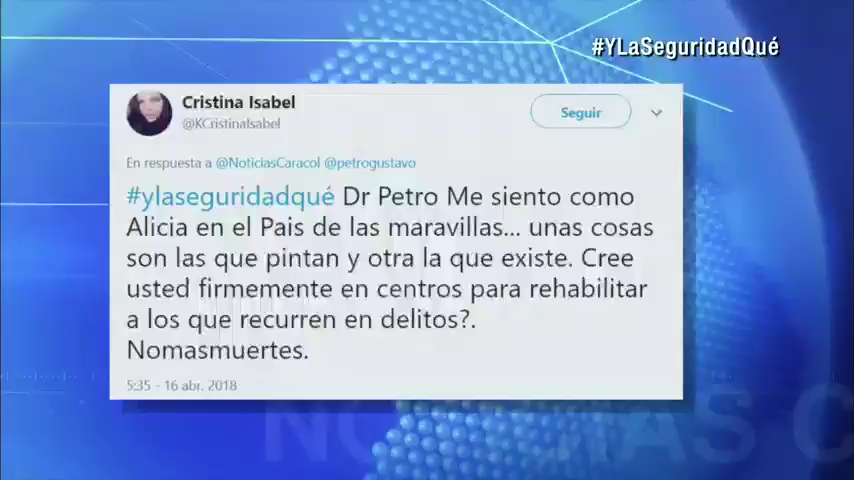 #YLaSeguridadQué
Cristina Isabel
@KCristinaIsabel
Seguir
En respuesta a @NoticiasCaracol @petrogustavo
#ylaseguridadqué Dr Petro Me siento como
Alicia en el Pais de las maravillas... unas cosas
son las que pintan y otra la que existe. Cree
usted firmemente en centros para rehabilitar
a los que recurren en delitos?.
Nomasmuertes.
5:35 - 16 abr. 2018